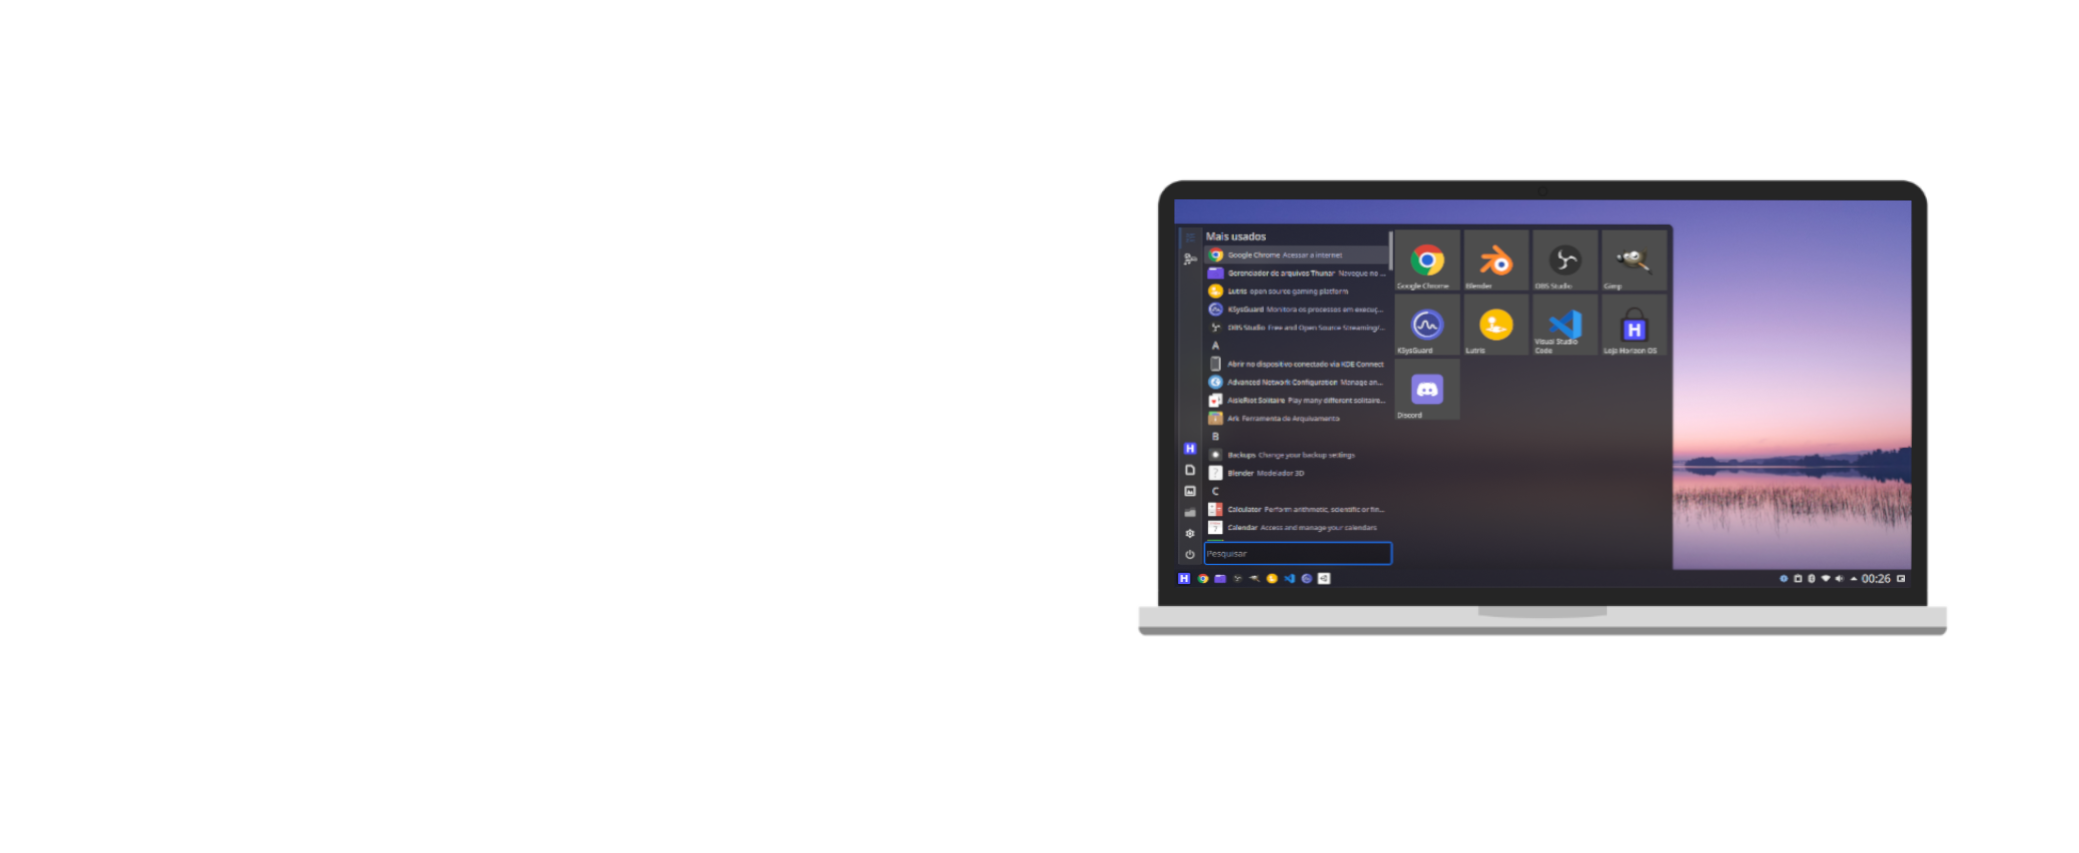 Mais usados
Google Chrome Acessar a internet
Gerenciador de arquivos Thunar Navegue no ...
Lutris open source gaming platform
KSysGuard Monitora os processos em execuç...
OBS Studio Free and Open Source Streaming/...
A
Abrir no dispositivo conectado via KDE Connect
Advanced Network Configuration Manage an...
AisleRiot Solitaire Play many different solitaire...
Ark Ferramenta de Arquivamento
B
Backups Change your backup settings
Blender Modelador 3D
C
Calculator Perform arithmetic, scientific or fin...
Calendar Access and manage your calendars
Pesquisar
Google Chrome
Blender
OBS Studio
Gimp
KSysGuard
Lutris
Visual Studio
Code
H
Loja Horizon OS
Discord
H
H
00:26